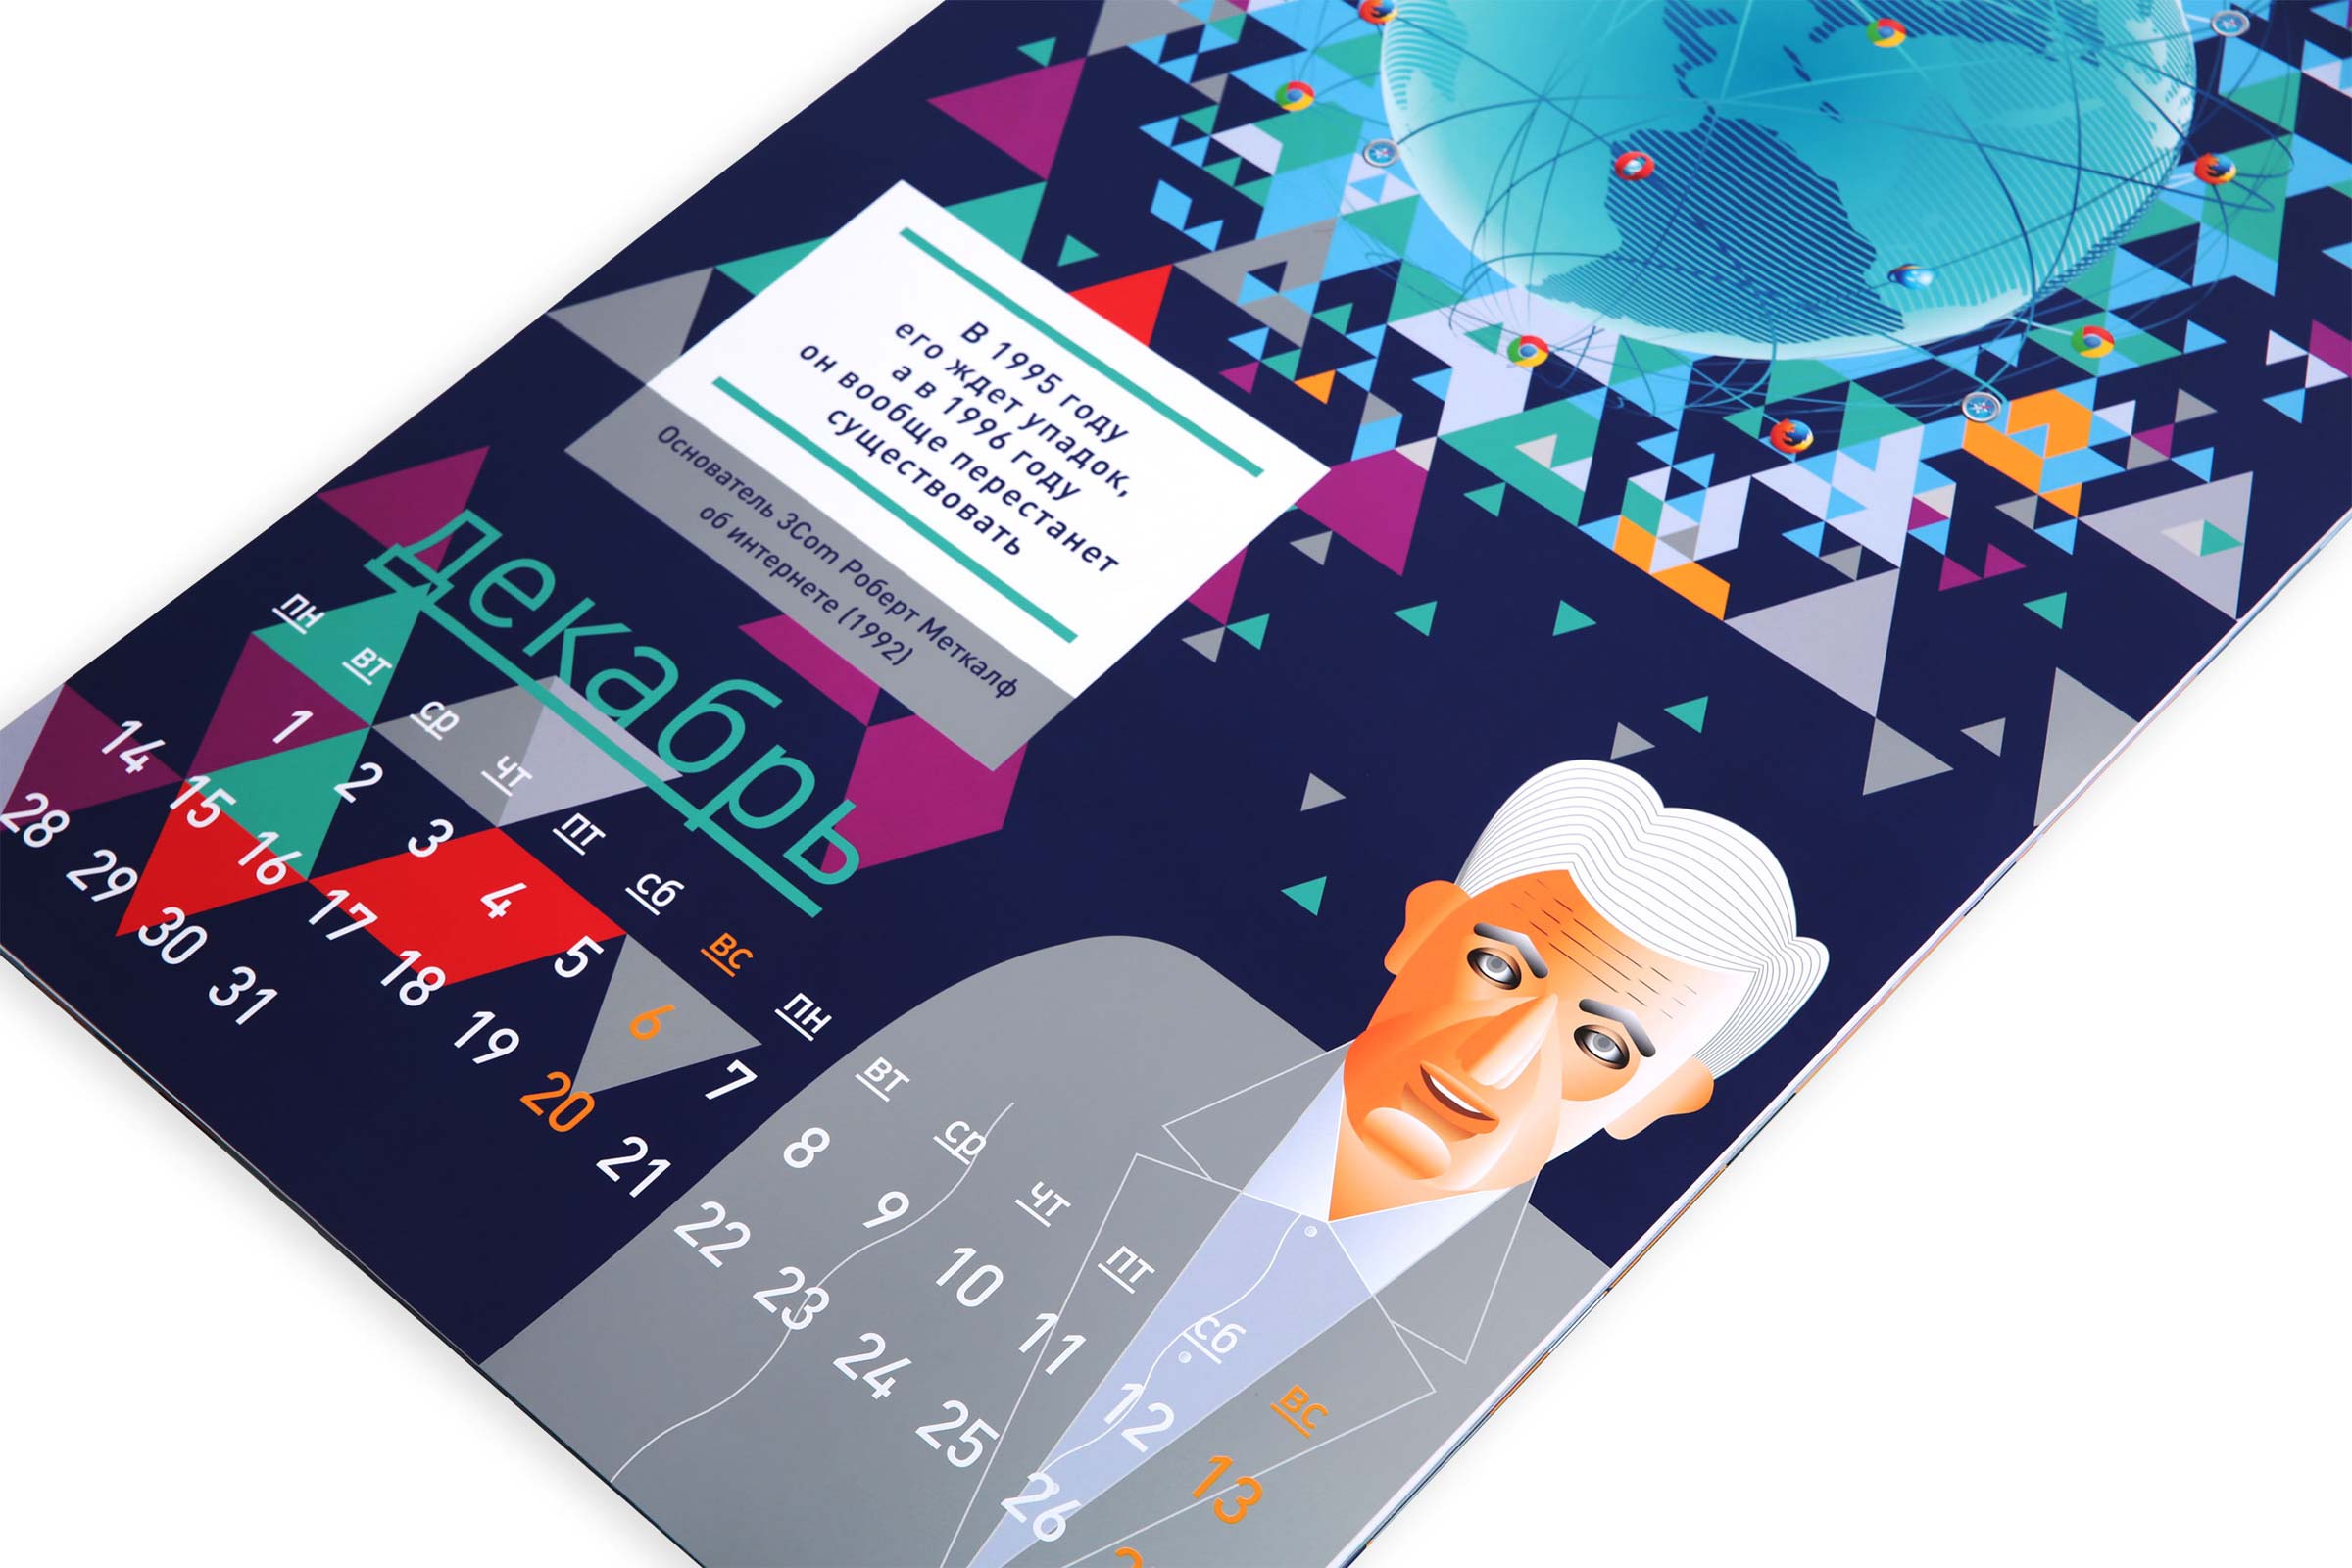 В 1995 году
его ждет упадок,
а в 1996 году
он вообще перестанет
существовать
Основатель 3Com Роберт Меткалф
об интернете (1992)
декабрь
пн вт ср чт пт сб вс пн вт ср чт пт сб вс
1 2 3 4 5 6 7 8 9 10 11 12 13
14 15 16 17 18 19 20 21 22 23 24 25 26
28 29 30 31